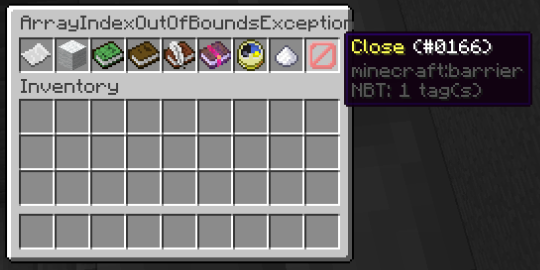 ArrayIndexOutOfBoundsException
Close (#0166)
minecraft:barrier
NBT: 1 tag(s)
Inventory